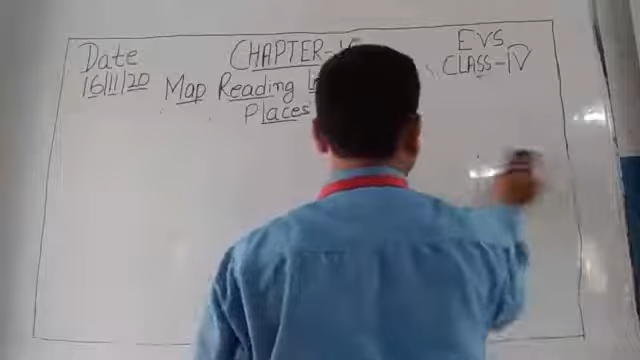 Date
16/11/20
CHAPTER-
Map Reading
Places
EVS
CLASS-IV